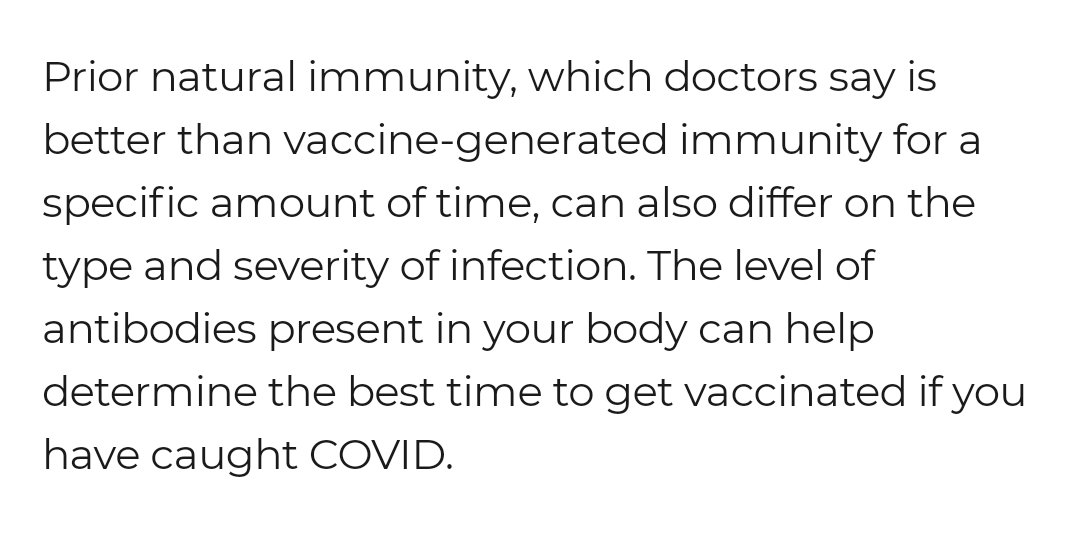 Prior natural immunity, which doctors say is
better than vaccine-generated immunity for a
specific amount of time, can also differ on the
type and severity of infection. The level of
antibodies present in your body can help
determine the best time to get vaccinated if you
have caught COVID.